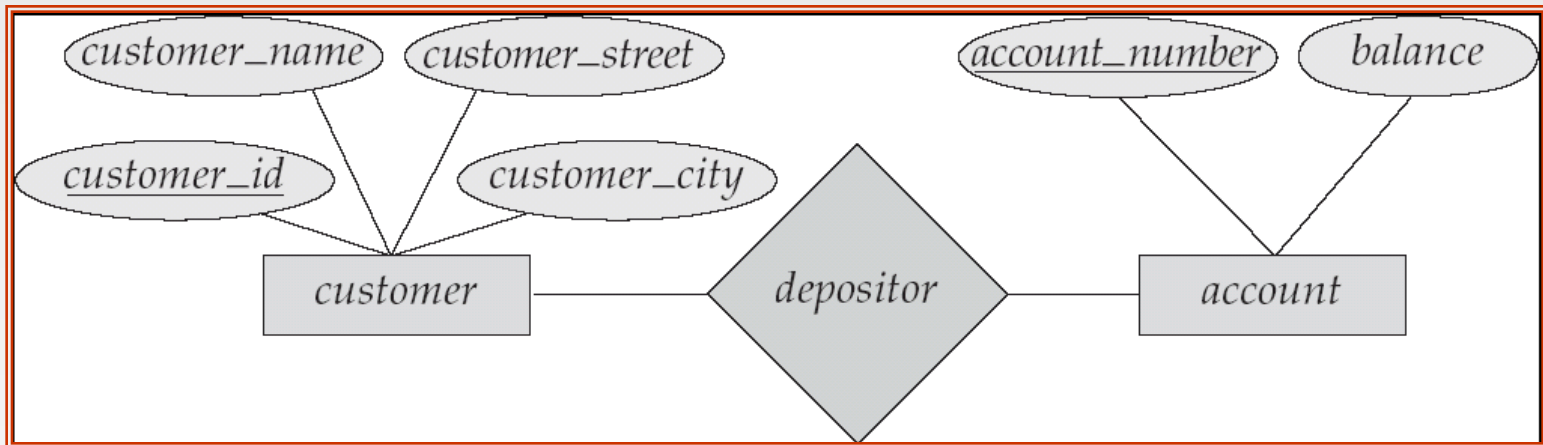 customer_name customer_street account_number balance
customer_id customer_city
customer depositor account